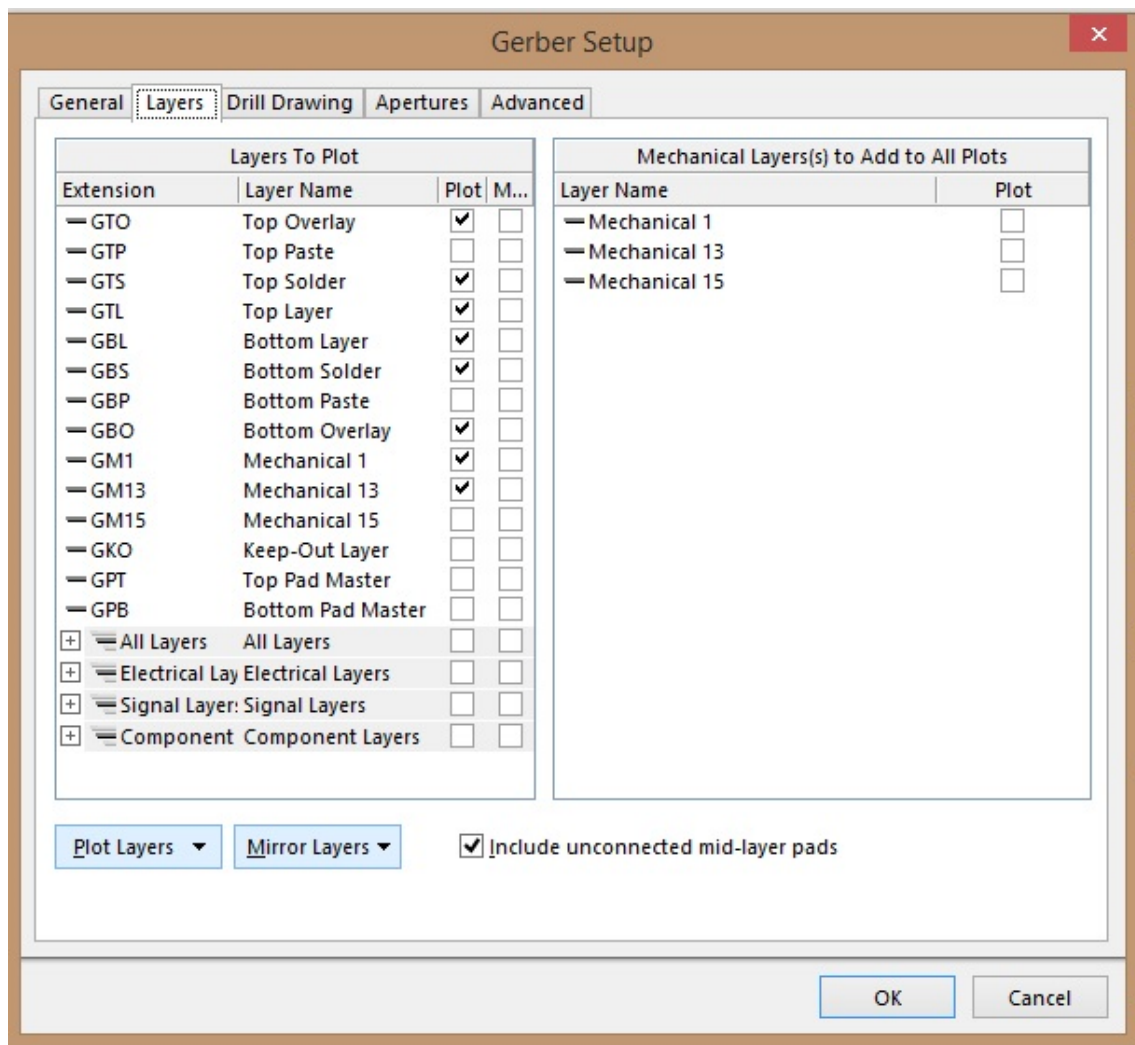 Gerber Setup
General Layers Drill Drawing Apertures Advanced
Layers To Plot
Extension Layer Name Plot M...
GTO Top Overlay
GTP Top Paste
GTS Top Solder
GTL Top Layer
GBL Bottom Layer
GBS Bottom Solder
GBP Bottom Paste
GBO Bottom Overlay
GM1 Mechanical 1
GM13 Mechanical 13
GM15 Mechanical 15
GKO Keep-Out Layer
GPT Top Pad Master
GPB Bottom Pad Master
All Layers All Layers
Electrical Lay Electrical Layers
Signal Layer: Signal Layers
Component Component Layers
Mechanical Layers(s) to Add to All Plots
Layer Name Plot
Mechanical 1
Mechanical 13
Mechanical 15
Plot Layers Mirror Layers Include unconnected mid-layer pads
OK Cancel